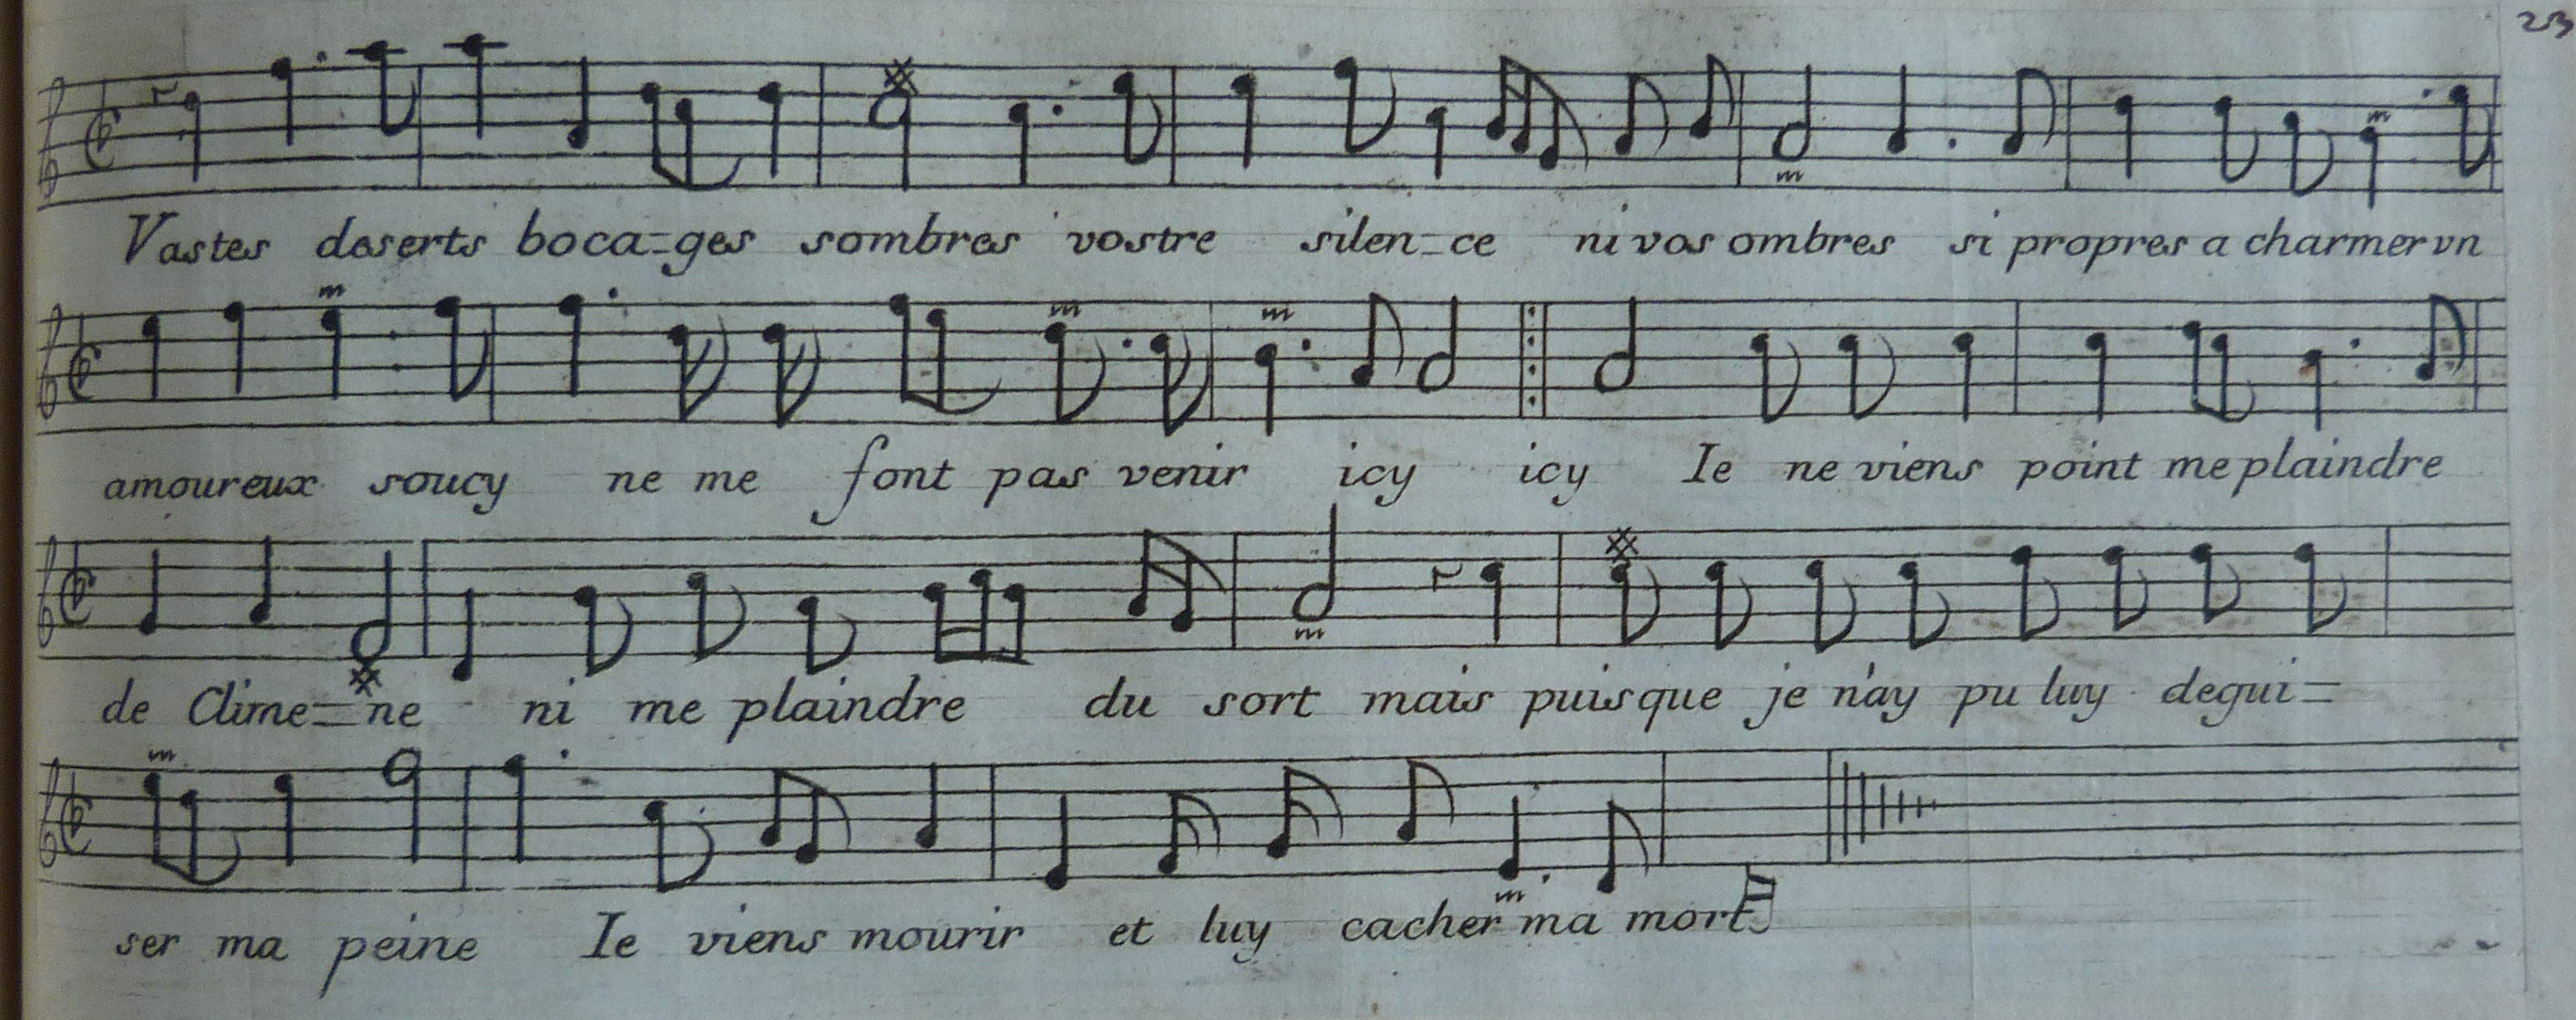 23
Vastes deserts boca=ges sombres vostre silen=ce ni vos ombres si propres a charmer vn
amoureux soucy ne me font pas venir icy icy Ie ne viens point me plaindre
de Clime=ne ni me plaindre du sort mais puisque je n'ay pu luy degui=
ser ma peine Ie viens mourir et luy cacher ma mort